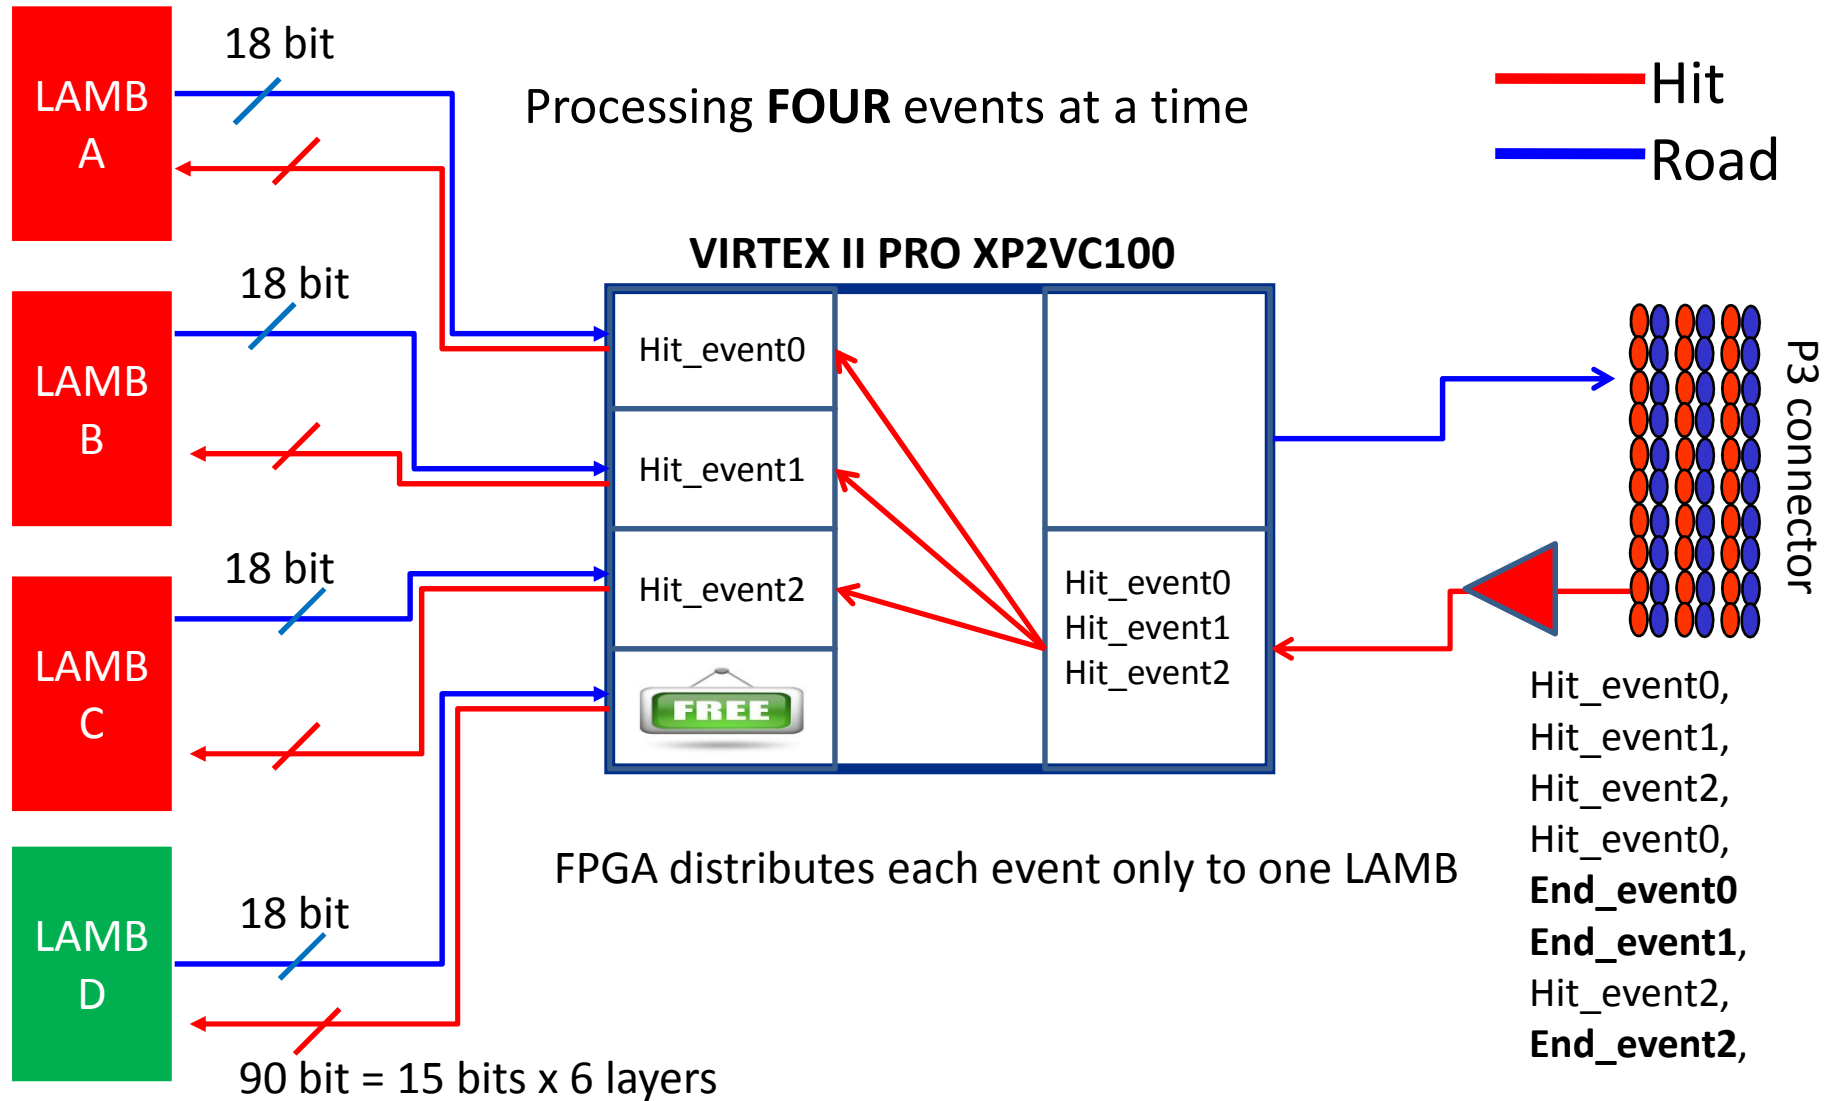 18 bit
LAMB
A
Processing FOUR events at a time
Hit
Road
VIRTEX II PRO XP2VC100
18 bit
LAMB
B
Hit_event0
Hit_event1
Hit_event2
FREE
Hit_event0
Hit_event1
Hit_event2
P3 connector
18 bit
LAMB
C
18 bit
LAMB
D
90 bit = 15 bits x 6 layers
FPGA distributes each event only to one LAMB
Hit_event0,
Hit_event1,
Hit_event2,
Hit_event0,
End_event0
End_event1,
Hit_event2,
End_event2,